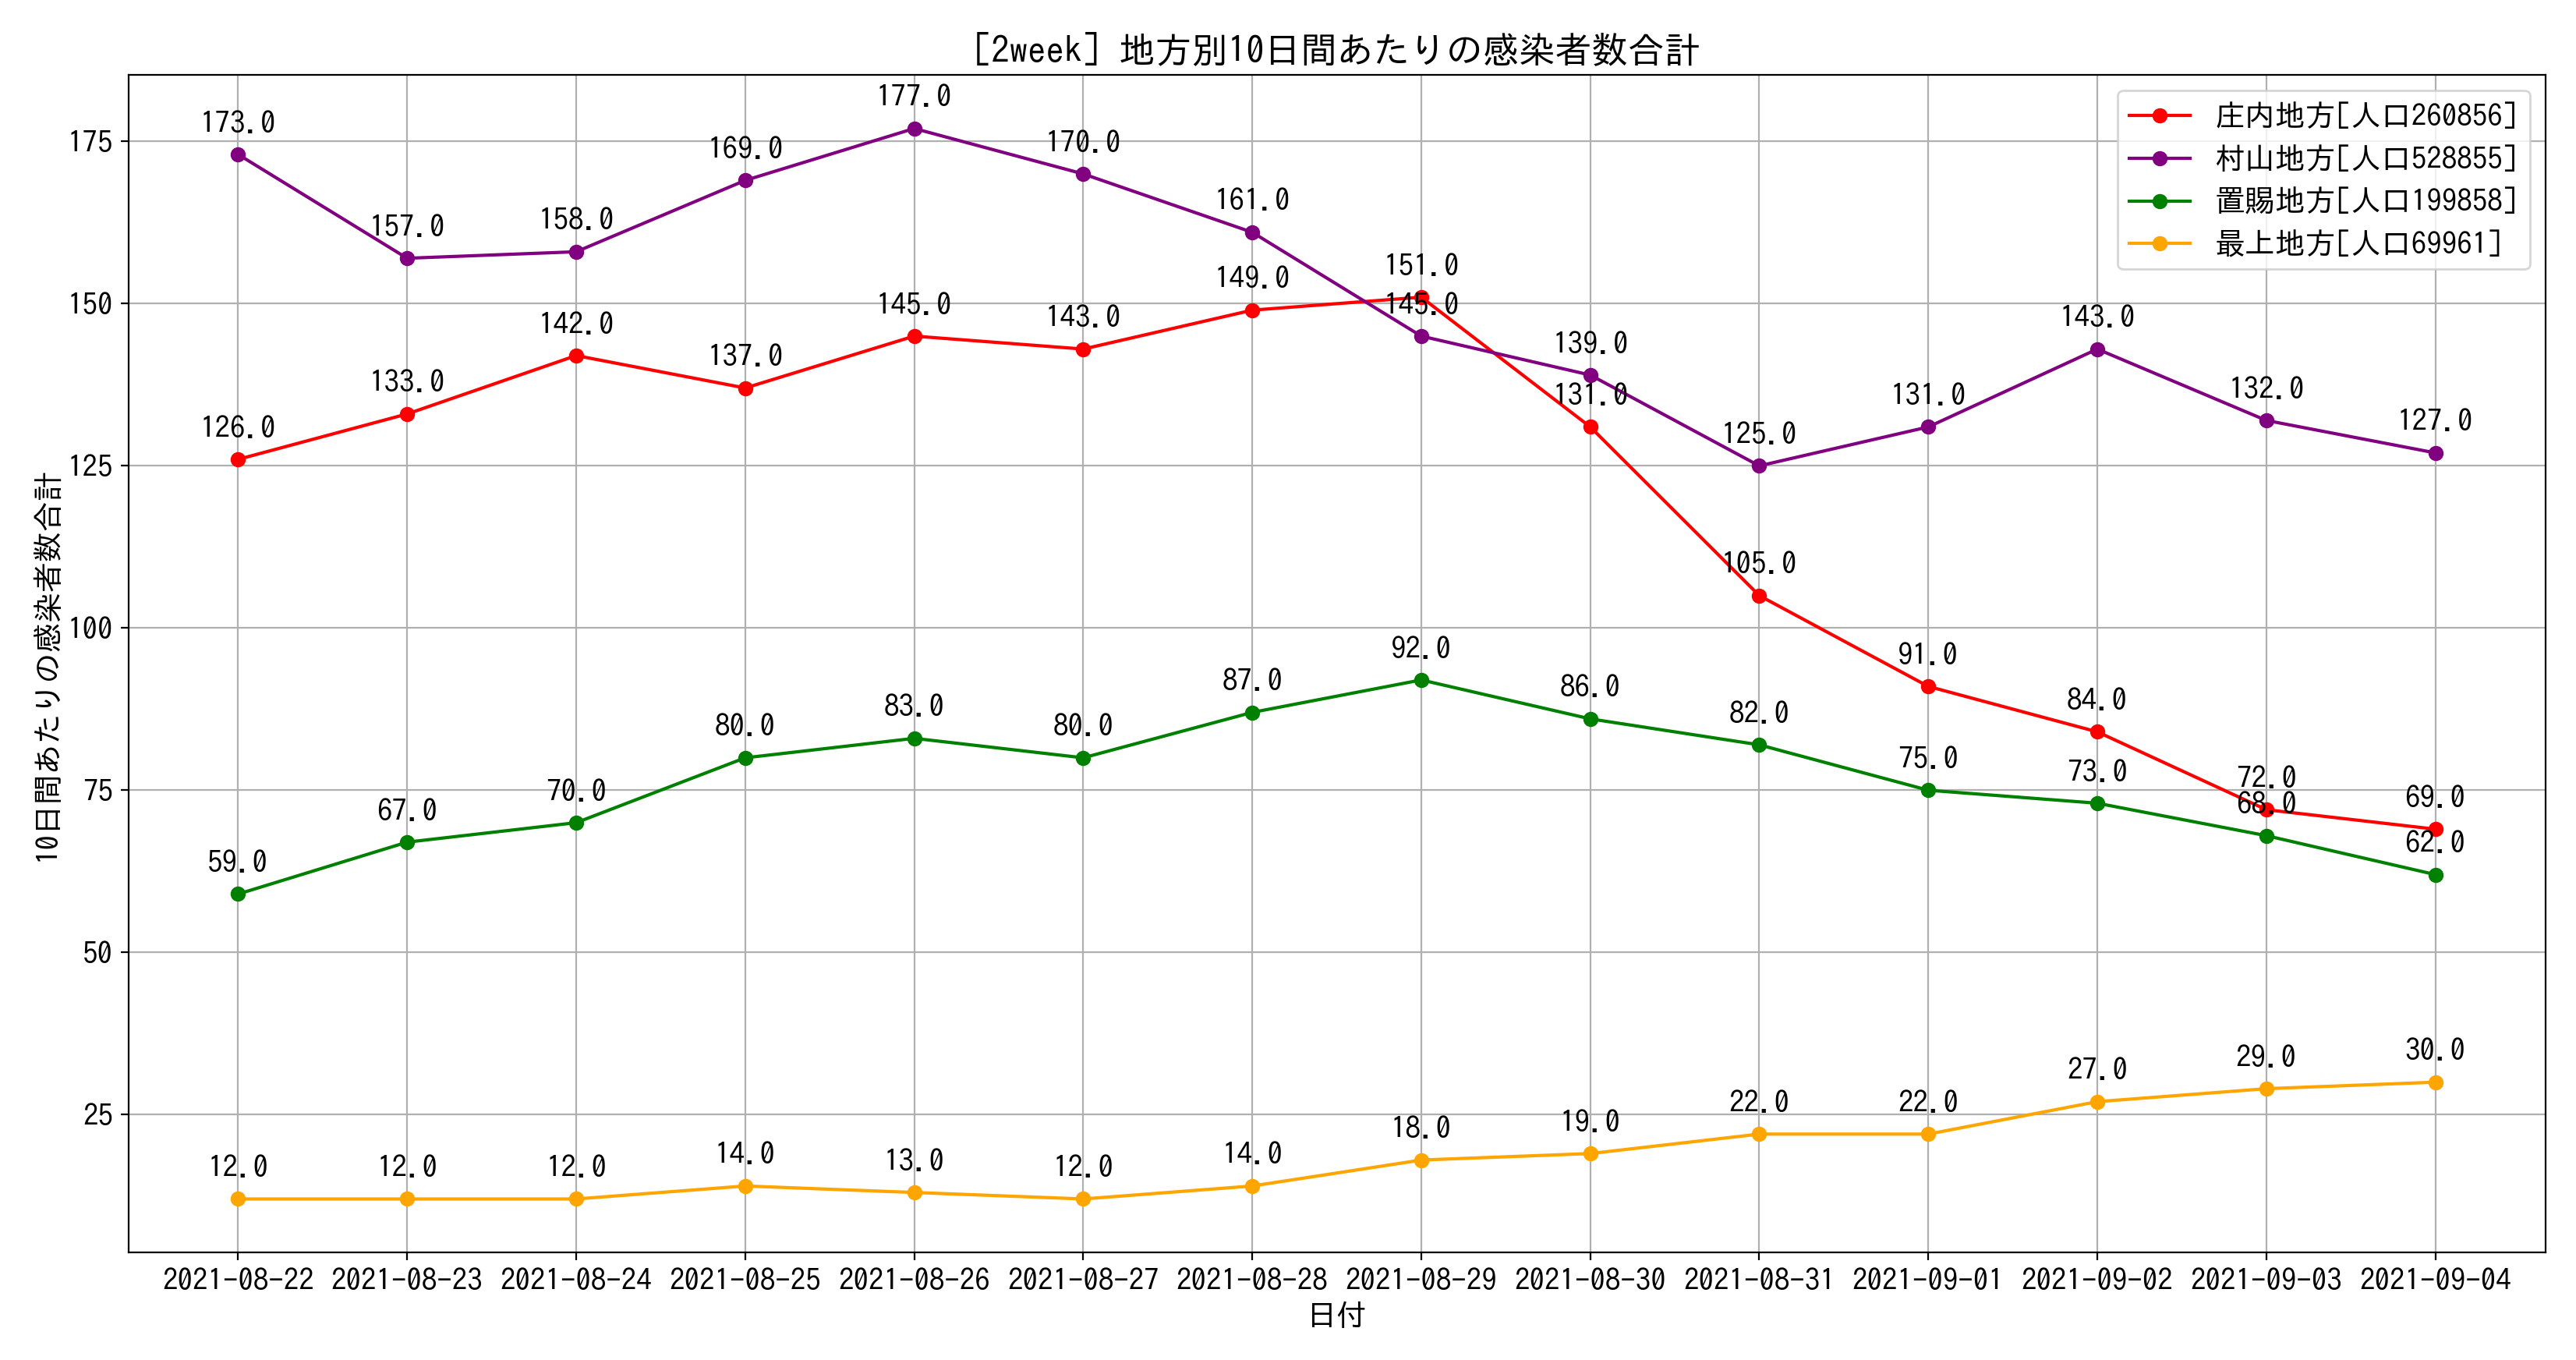 [2week] 地方別10日間あたりの感染者数合計
庄内地方[人口260856]
村山地方[人口528855]
置賜地方[人口199858]
最上地方[人口69961]
10日間あたりの感染者数合計
175
150
125
100
75
50
25
173.0 157.0 158.0 169.0 177.0 170.0 161.0 145.0 139.0 125.0 131.0 143.0 132.0 127.0
126.0 133.0 142.0 137.0 145.0 143.0 149.0 151.0 131.0 105.0 91.0 84.0 72.0 69.0
59.0 67.0 70.0 80.0 83.0 80.0 87.0 92.0 86.0 82.0 75.0 73.0 68.0 62.0
12.0 12.0 12.0 14.0 13.0 12.0 14.0 18.0 19.0 22.0 22.0 27.0 29.0 30.0
2021-08-22 2021-08-23 2021-08-24 2021-08-25 2021-08-26 2021-08-27 2021-08-28 2021-08-29 2021-08-30 2021-08-31 2021-09-01 2021-09-02 2021-09-03 2021-09-04
日付